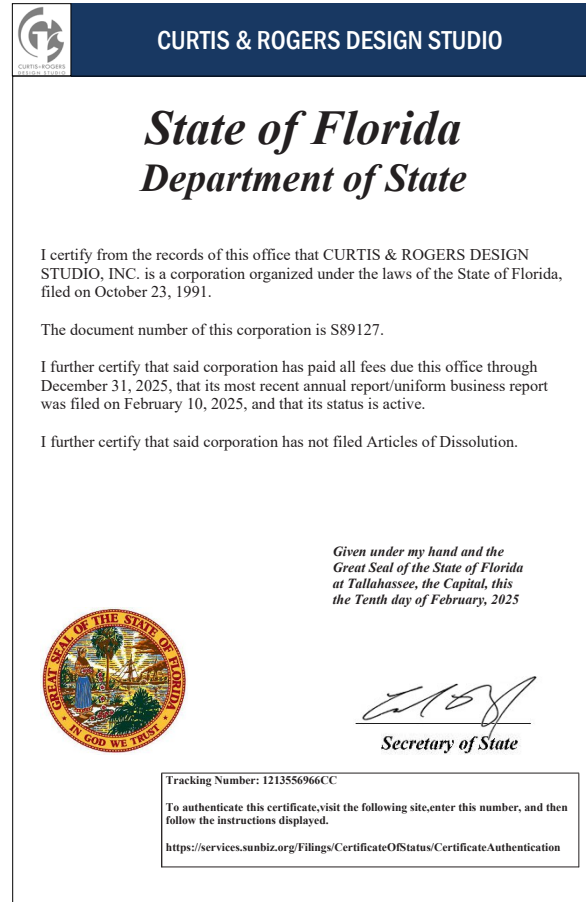 CURTIS+ROGERS
DESIGN STUDIO
CURTIS & ROGERS DESIGN STUDIO
State of Florida
Department of State
I certify from the records of this office that CURTIS & ROGERS DESIGN
STUDIO, INC. is a corporation organized under the laws of the State of Florida,
filed on October 23, 1991.
The document number of this corporation is S89127.
I further certify that said corporation has paid all fees due this office through
December 31, 2025, that its most recent annual report/uniform business report
was filed on February 10, 2025, and that its status is active.
I further certify that said corporation has not filed Articles of Dissolution.
Given under my hand and the
Great Seal of the State of Florida
at Tallahassee, the Capital, this
the Tenth day of February, 2025
GREAT SEAL OF THE STATE OF FLORIDA
IN GOD WE TRUST
Secretary of State
Tracking Number: 1213556966CC
To authenticate this certificate,visit the following site,enter this number, and then
follow the instructions displayed.
https://services.sunbiz.org/Filings/CertificateOfStatus/CertificateAuthentication